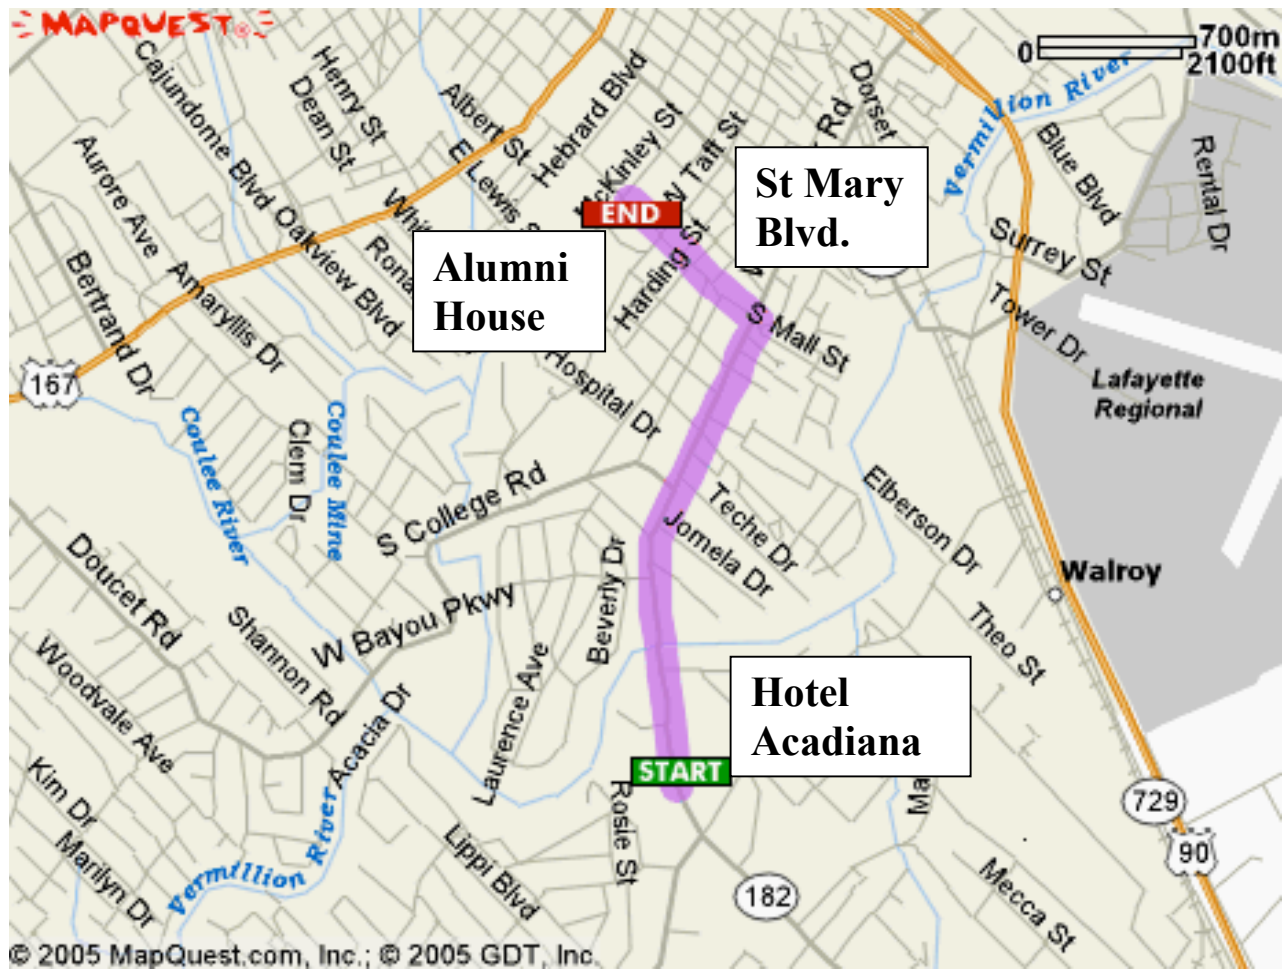 MAPQUEST
0 700m
2100ft
Cajundome Blvd
Henry St
Dean St
Albert St
Hebrard Blvd
McKinley St
W Taft St
Dorset
Rd
Vermillion River
Blue Blvd
Rental Dr
Aurore Ave
E Lewis S
END
St Mary
Blvd.
Surrey St
Tower Dr
Bertrand Dr
Amaryllis Dr
Oakview Blvd
Rona
Whit
Alumni
House
Harding St
S Mall St
Lafayette
Regional
167
Coulee River
Clem Dr
Coulee Mine
Hospital Dr
S College Rd
Teche Dr
Jomela Dr
Elberson Dr
Walroy
Doucet Rd
Shannon Rd
W Bayou Pkwy
Beverly Dr
Theo St
Woodvale Ave
Acacia Dr
Laurence Ave
Hotel
Acadiana
START
Kim Dr
Marilyn Dr
Vermillion River
Lippi Blvd
Rosie St
Ma
729
90
182
Mecca St
© 2005 MapQuest.com, Inc.; © 2005 GDT, Inc.